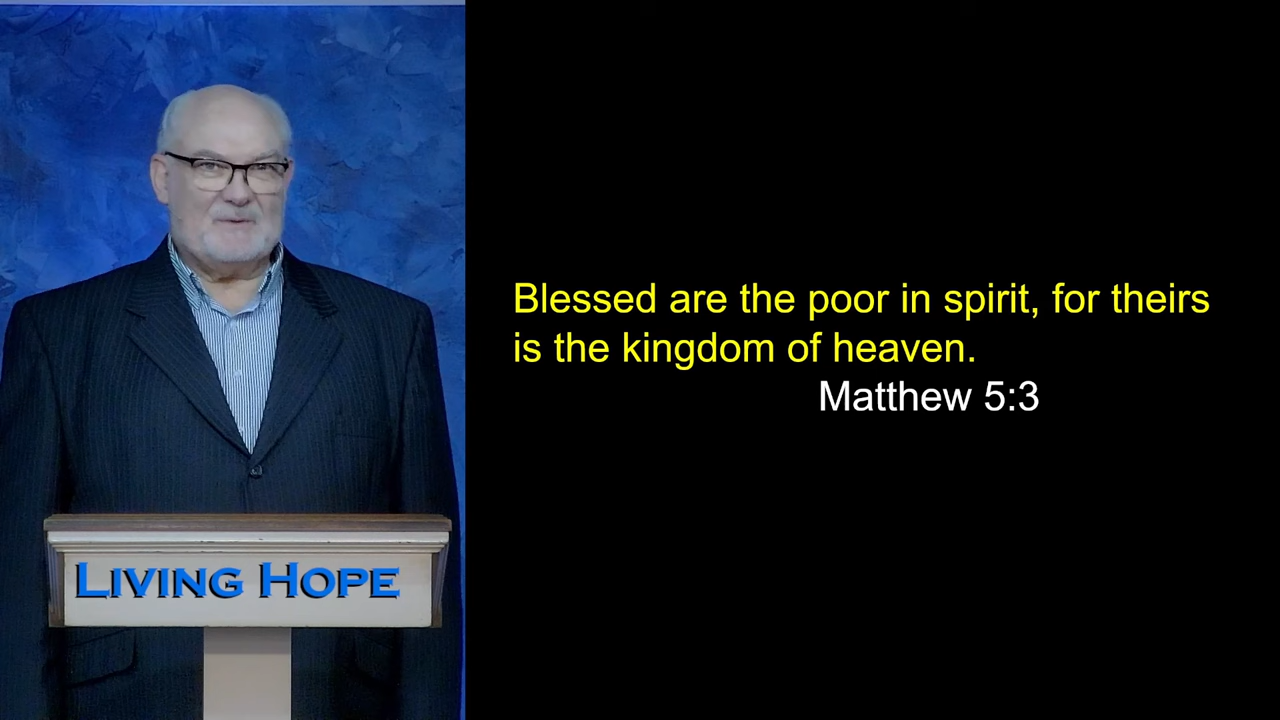 Blessed are the poor in spirit, for theirs
is the kingdom of heaven.
Matthew 5:3
LIVING HOPE